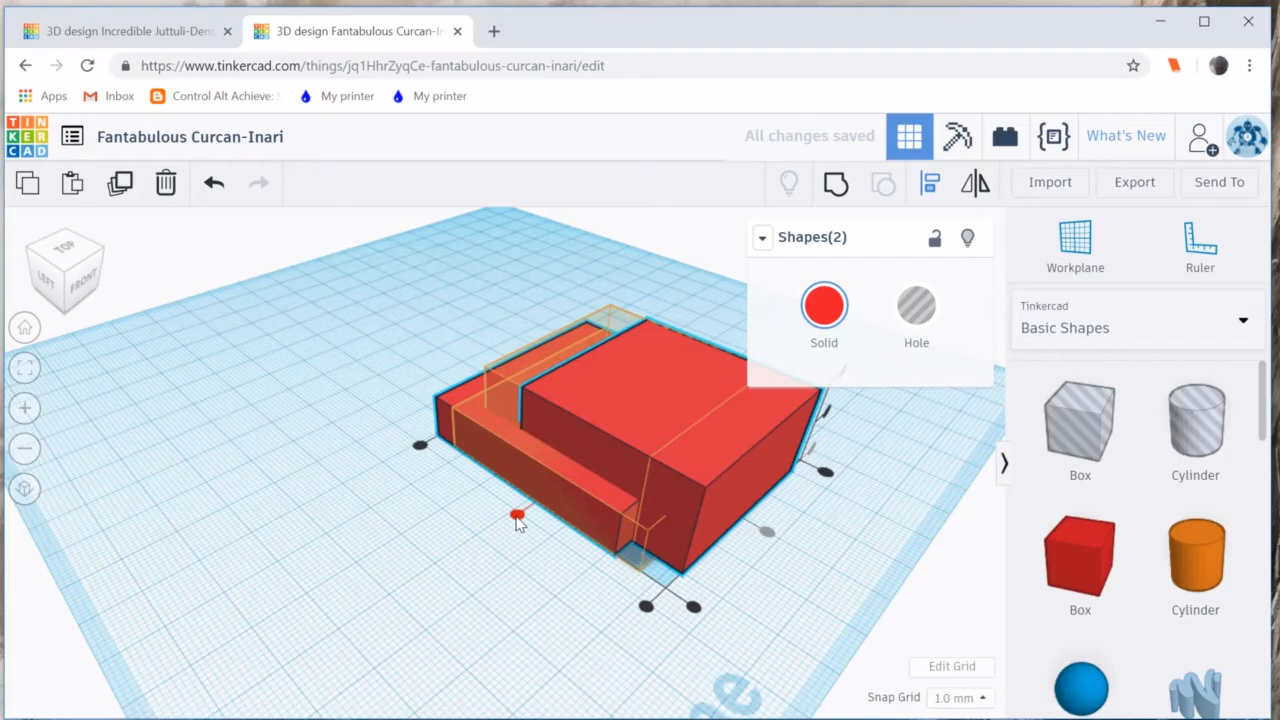 3D design Incredible Juttuli-Den
3D design Fantabulous Curcan-In
https://www.tinkercad.com/things/jq1HhrZyqCe-fantabulous-curcan-inari/edit
Apps
Inbox
Control Alt Achieve:
My printer
My printer
TIN
KER
CAD
Fantabulous Curcan-Inari
All changes saved
What's New
Import
Export
Send To
TOP
LEFT
FRONT
Shapes(2)
Solid
Hole
Workplane
Ruler
Tinkercad
Basic Shapes
Box
Cylinder
Box
Cylinder
Edit Grid
Snap Grid
1.0 mm
ne